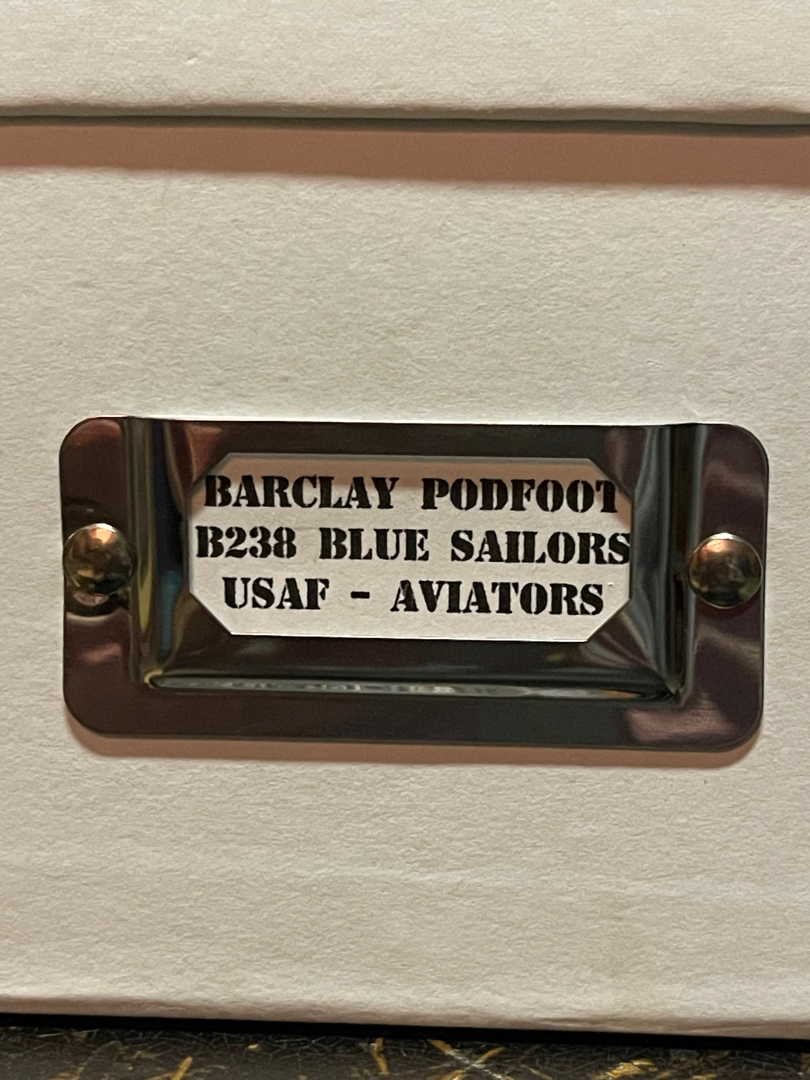 BARCLAY PODFOOT
B238 BLUE SAILORS
USAF - AVIATORS